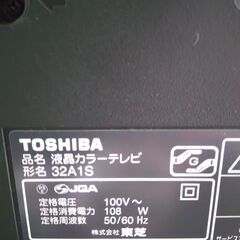 TOSHIBA
品名 液晶カラーテレビ
形名 32A1S
JQA
定格電圧 100V～
定格消費電力 108 W
定格周波数 50/60 Hz
株式会社 東芝